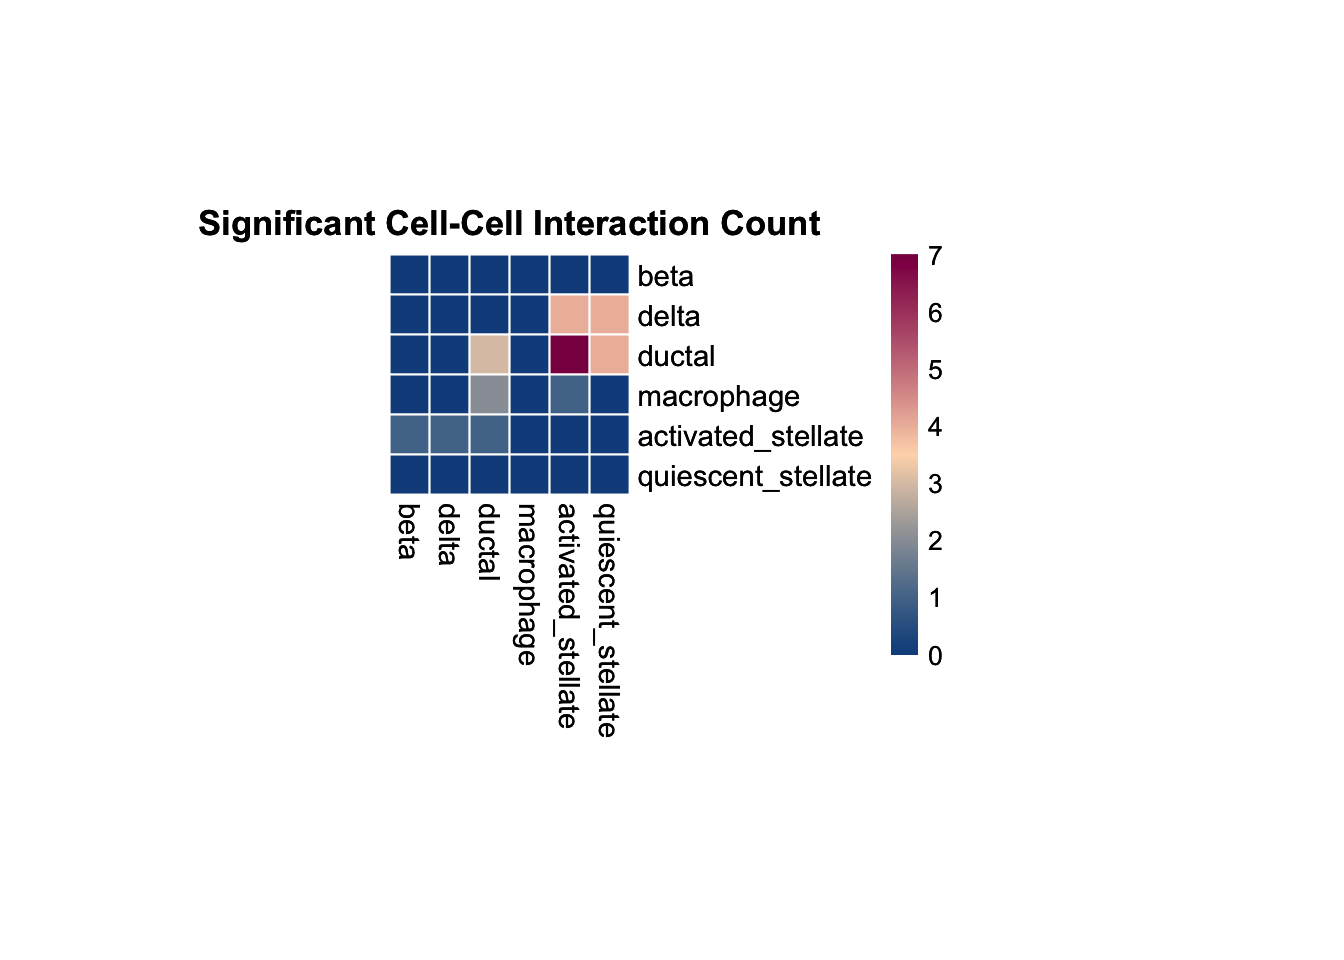 Significant Cell-Cell Interaction Count
beta
delta
ductal
macrophage
activated_stellate
quiescent_stellate
beta
delta
ductal
macrophage
activated_stellate
quiescent_stellate
7
6
5
4
3
2
1
0